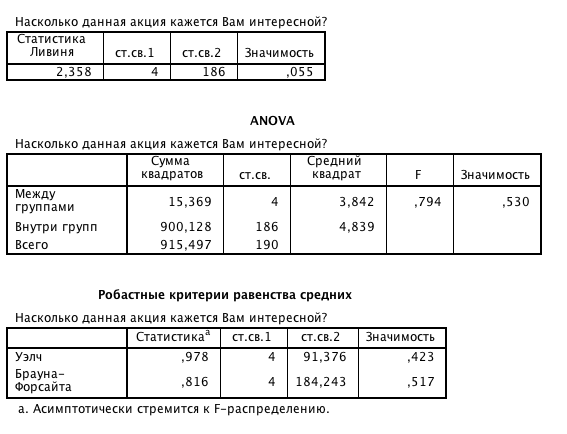 Насколько данная акция кажется Вам интересной?
Статистика Ливиня ст.св.1 ст.св.2 Значимость
2,358 4 186 ,055
ANOVA
Насколько данная акция кажется Вам интересной?
Сумма квадратов ст.св. Средний квадрат F Значимость
Между группами 15,369 4 3,842 ,794 ,530
Внутри групп 900,128 186 4,839
Всего 915,497 190
Робастные критерии равенства средних
Насколько данная акция кажется Вам интересной?
Статистикаa ст.св.1 ст.св.2 Значимость
Уэлч ,978 4 91,376 ,423
Брауна-Форсайта ,816 4 184,243 ,517
a. Асимптотически стремится к F-распределению.